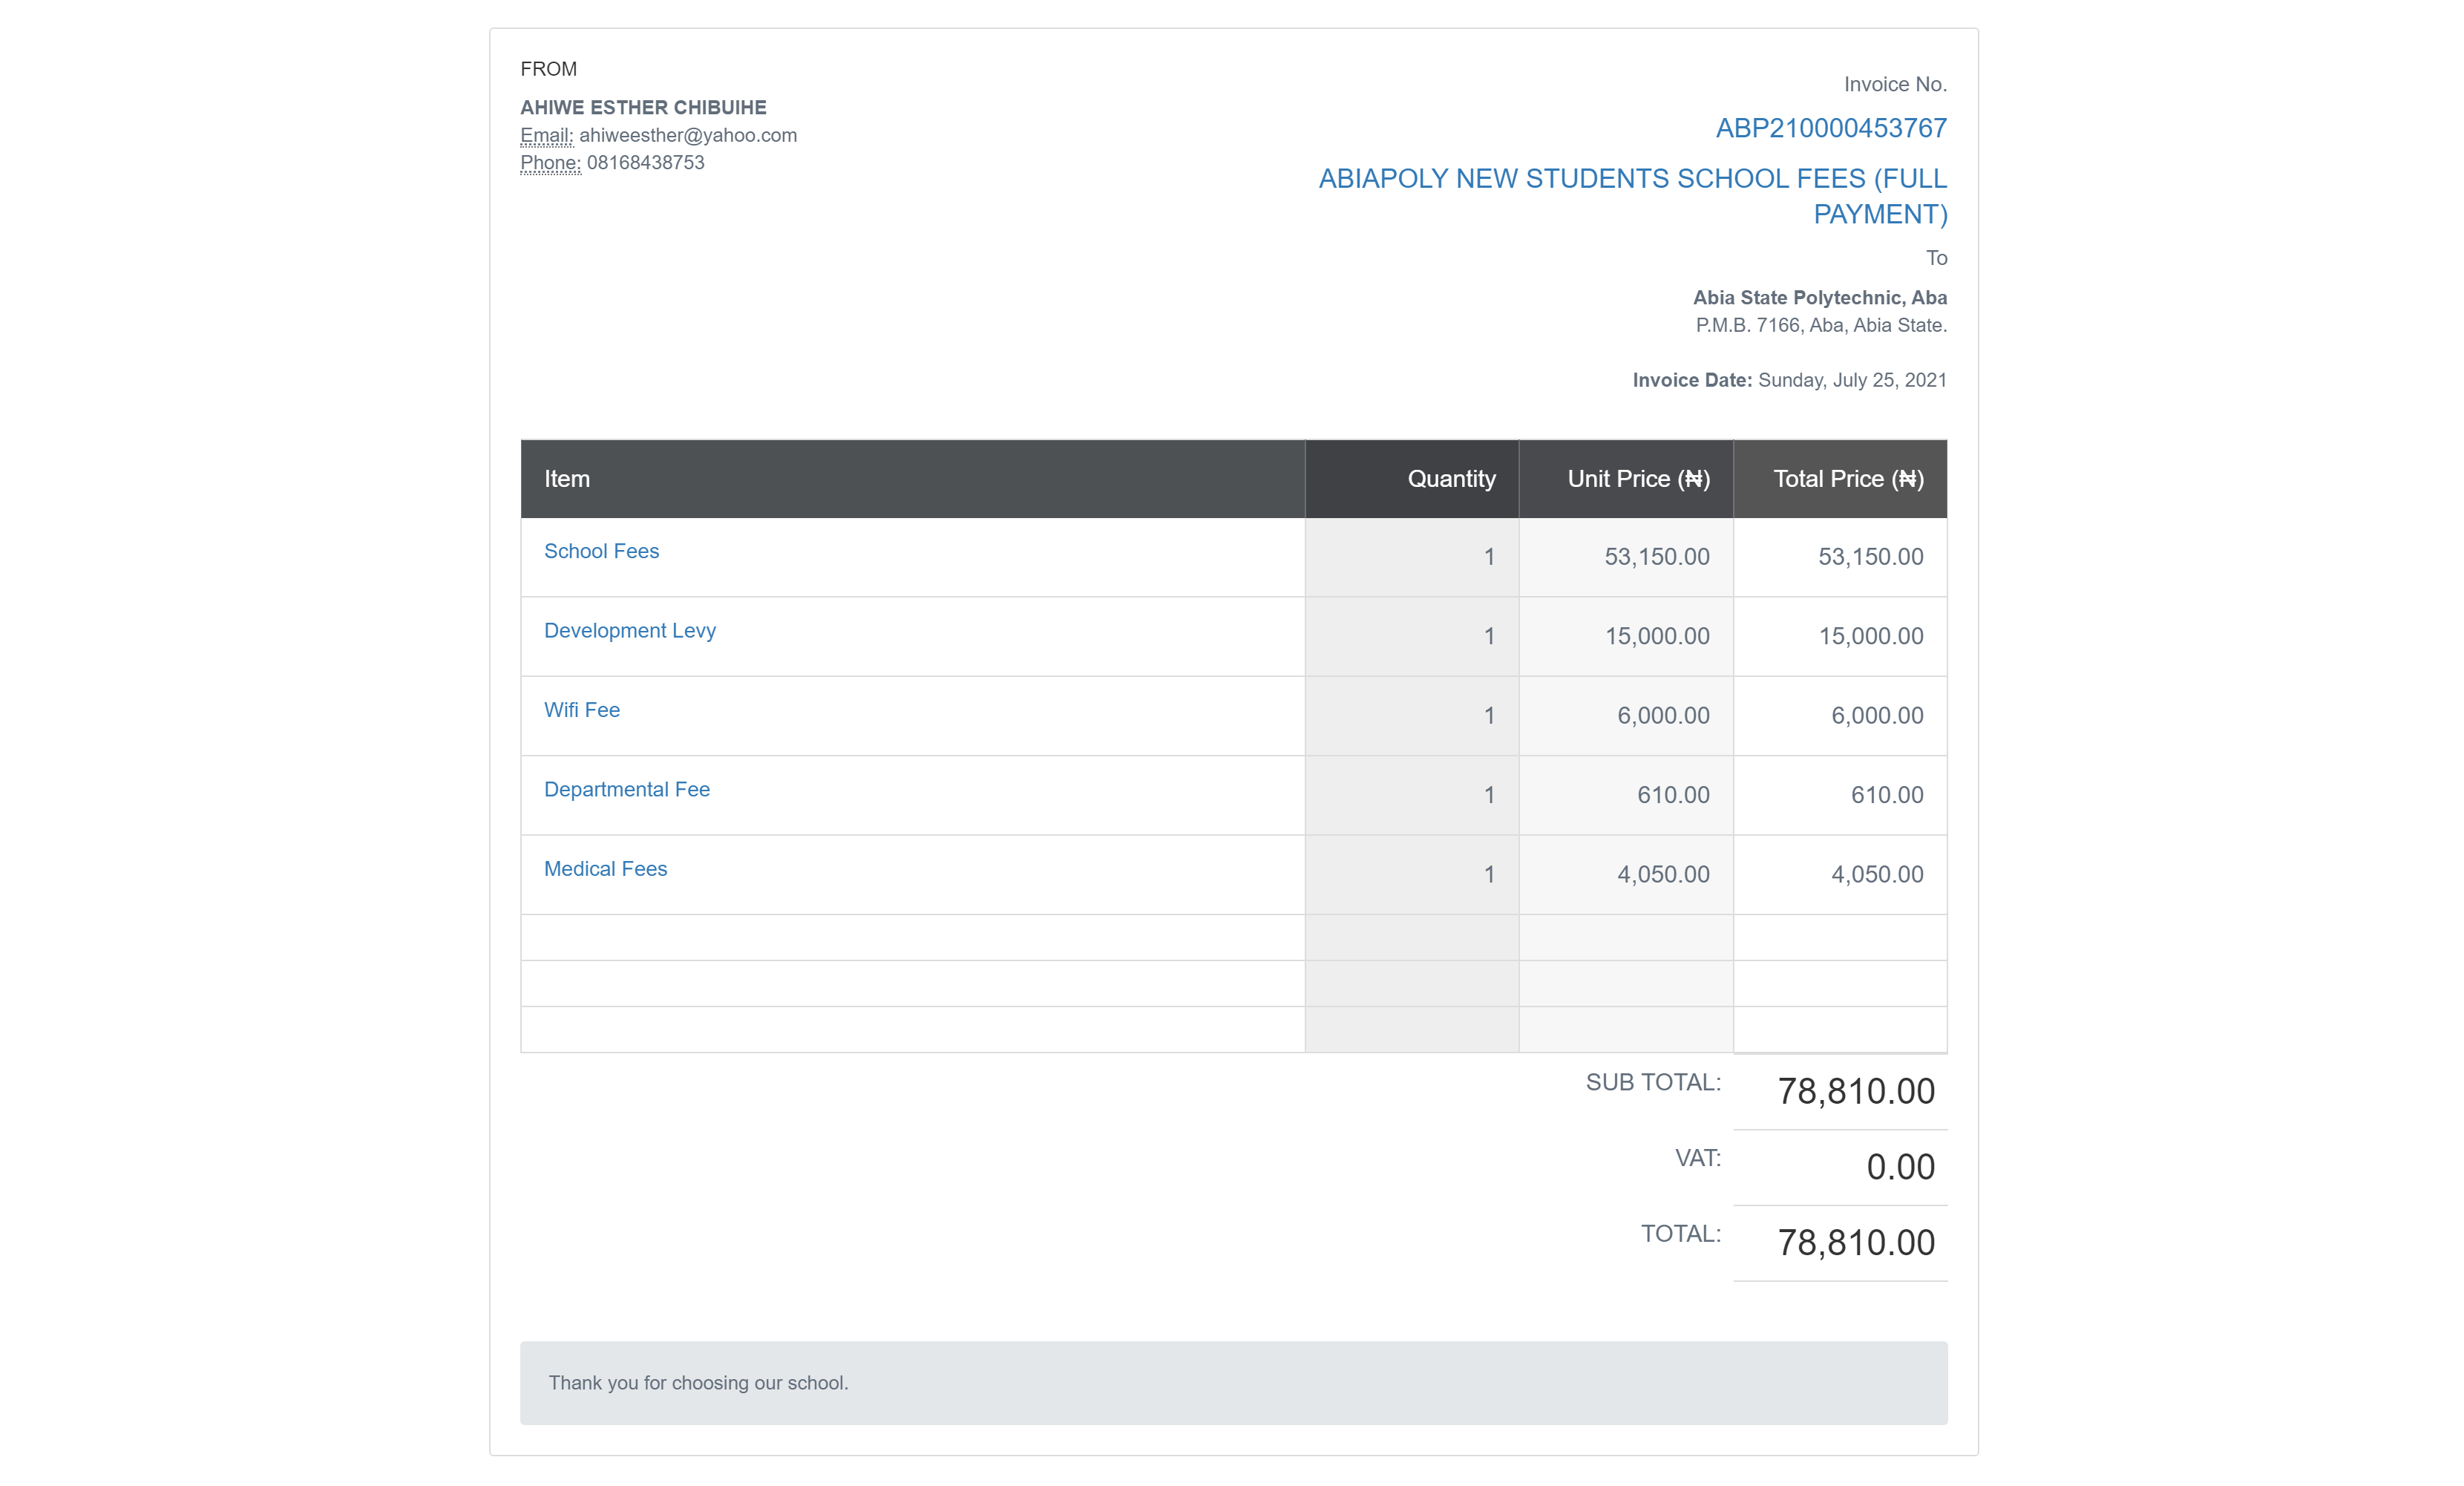 FROM
AHIWE ESTHER CHIBUIHE
Email: ahiweesther@yahoo.com
Phone: 08168438753
Invoice No.
ABP210000453767
ABIAPOLY NEW STUDENTS SCHOOL FEES (FULL
PAYMENT)
To
Abia State Polytechnic, Aba
P.M.B. 7166, Aba, Abia State.
Invoice Date: Sunday, July 25, 2021
Item Quantity Unit Price (₦) Total Price (₦)
School Fees 1 53,150.00 53,150.00
Development Levy 1 15,000.00 15,000.00
Wifi Fee 1 6,000.00 6,000.00
Departmental Fee 1 610.00 610.00
Medical Fees 1 4,050.00 4,050.00
SUB TOTAL: 78,810.00
VAT: 0.00
TOTAL: 78,810.00
Thank you for choosing our school.